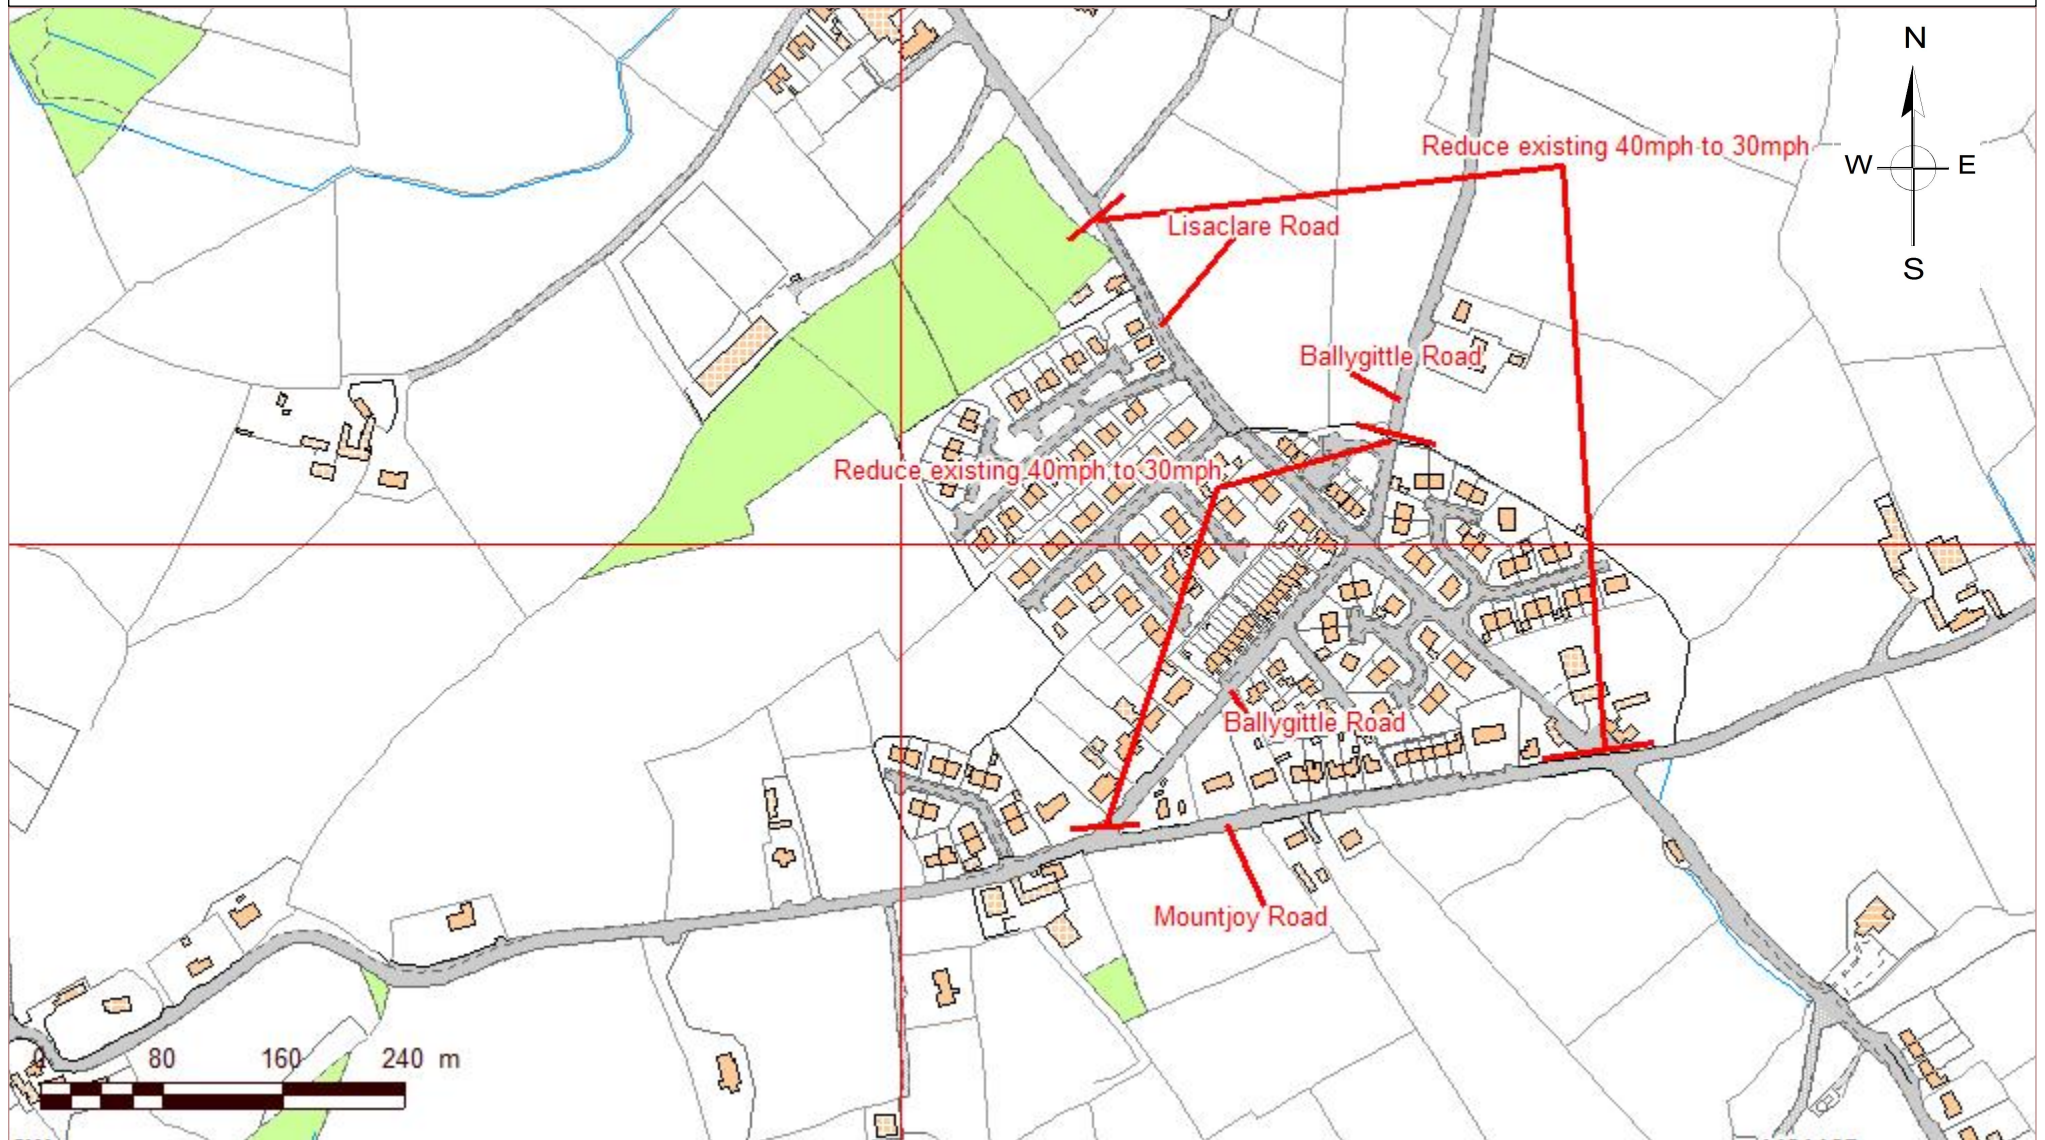 N
Reduce existing 40mph to 30mph
W E
Lisaclare Road
S
Ballygittle Road
Reduce existing 40mph to 30mph
Ballygittle Road
Mountjoy Road
0 80 160 240 m